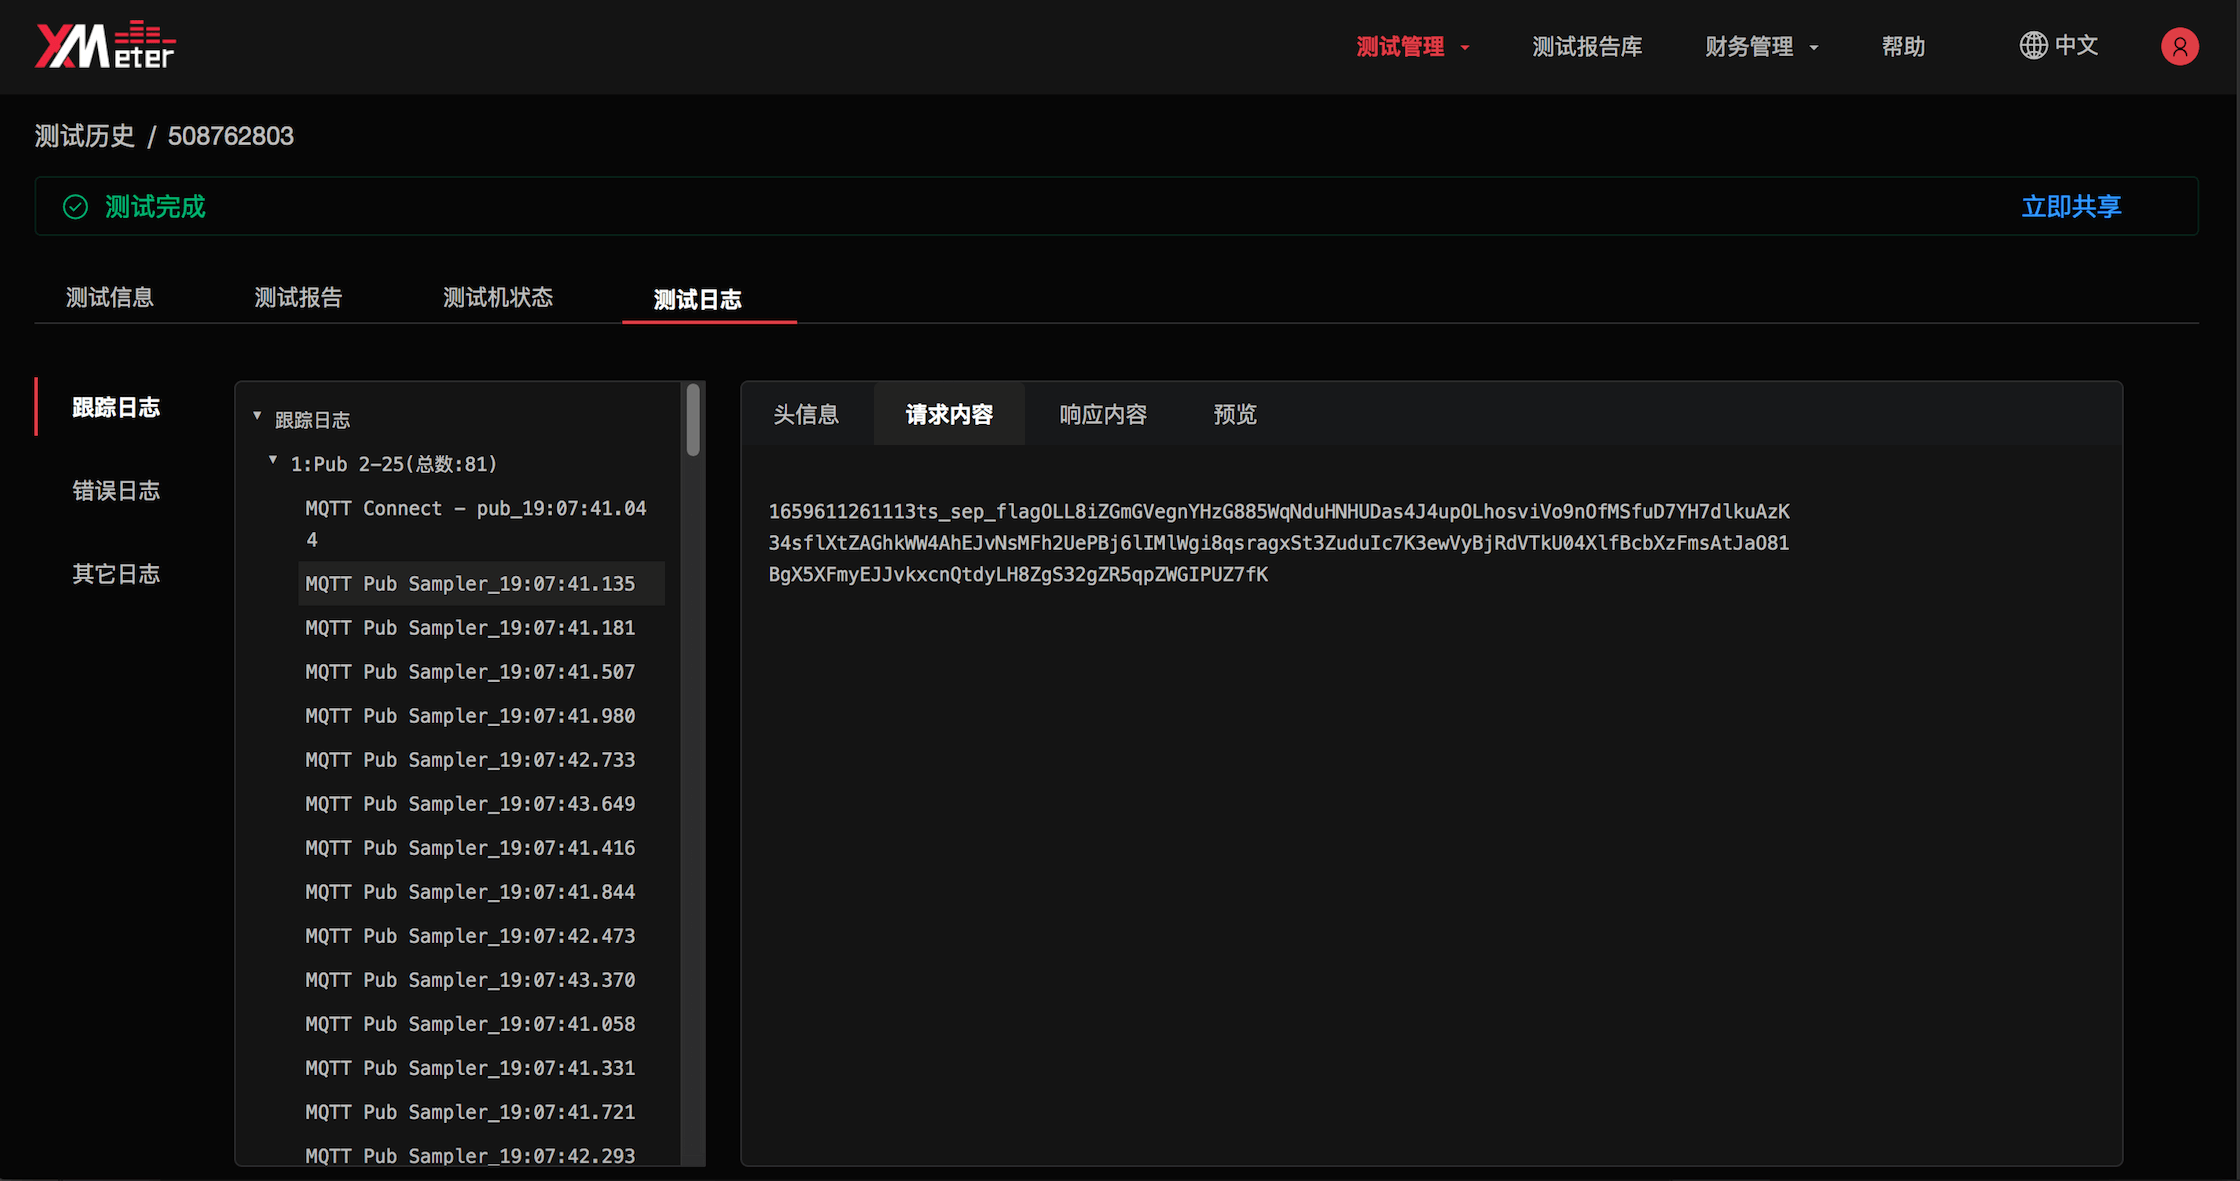 XMeter
测试管理 测试报告库 财务管理 帮助 中文
测试历史 / 508762803
测试完成 立即共享
测试信息 测试报告 测试机状态 测试日志
跟踪日志
错误日志
其它日志
跟踪日志
1:Pub 2-25(总数:81)
MQTT Connect - pub_19:07:41.04
4
MQTT Pub Sampler_19:07:41.135
MQTT Pub Sampler_19:07:41.181
MQTT Pub Sampler_19:07:41.507
MQTT Pub Sampler_19:07:41.980
MQTT Pub Sampler_19:07:42.733
MQTT Pub Sampler_19:07:43.649
MQTT Pub Sampler_19:07:41.416
MQTT Pub Sampler_19:07:41.844
MQTT Pub Sampler_19:07:42.473
MQTT Pub Sampler_19:07:43.370
MQTT Pub Sampler_19:07:41.058
MQTT Pub Sampler_19:07:41.331
MQTT Pub Sampler_19:07:41.721
MQTT Pub Sampler_19:07:42.293
头信息 请求内容 响应内容 预览
1659611261113ts_sep_flagOLL8iZGmGVegnYHzG885WqNduHNHUDas4J4upOLhosviVo9nOfMSfuD7YH7dlkuAzK
34sflXtZAGhkWW4AhEJvNsMFh2UePBj6lIMlWgi8qsragxSt3ZuduIc7K3ewVyBjRdVTkU04XlfBcbXzFmsAtJaO81
BgX5XFmyEJJvkxcnQtdyLH8ZgS32gZR5qpZWGIPUZ7fK